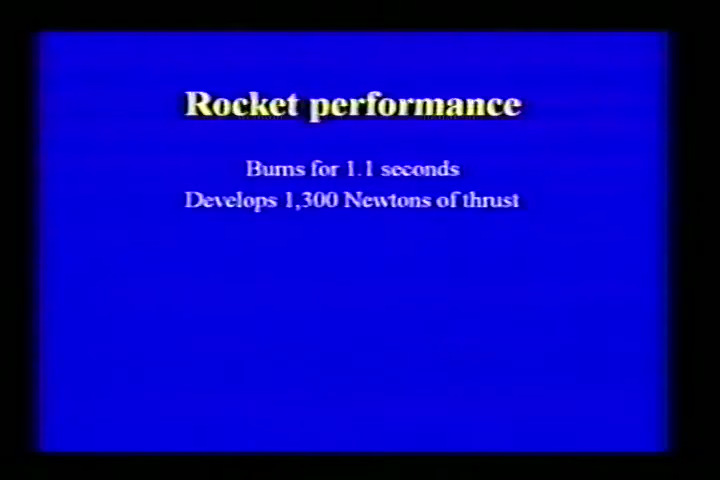 Rocket performance
Burns for 1.1 seconds
Develops 1,300 Newtons of thrust